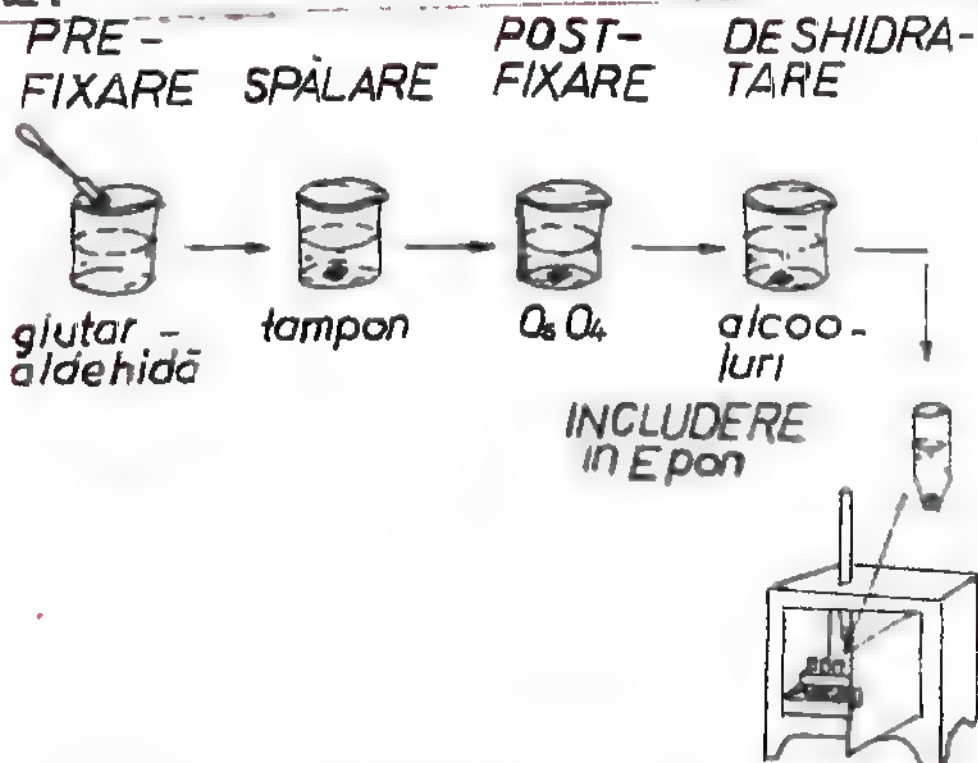 PRE-
FIXARE
SPĂLARE
POST-
FIXARE
DESHIDRA-
TARE
glutar-
aldehidă
tampon
OsO4
alcoo-
luri
INCLUDERE
in Epon